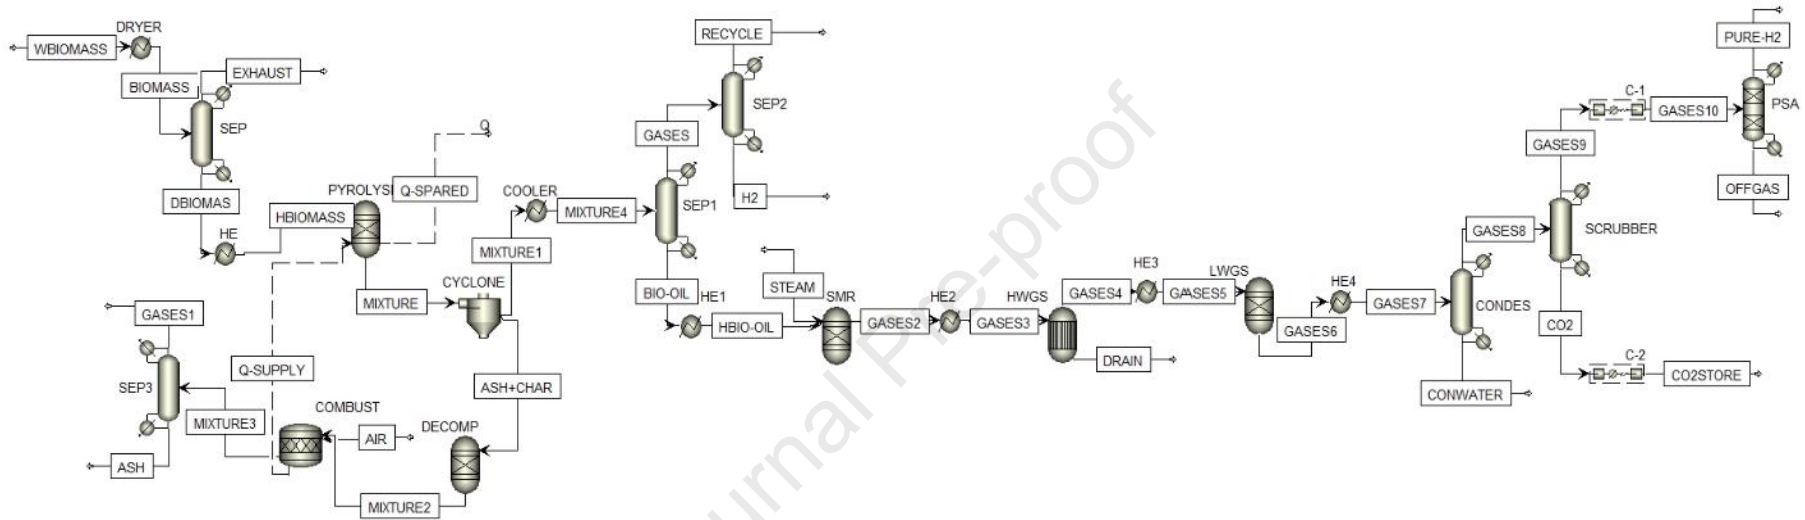 WBIOMASS
DRYER
BIOMASS
EXHAUST
SEP
DBIOMAS
HE
HBIOMASS
PYROLYSI
Q-SPARED
Q
MIXTURE
CYCLONE
MIXTURE1
COOLER
MIXTURE4
ASH+CHAR
DECOMP
MIXTURE2
COMBUST
AIR
Q-SUPPLY
MIXTURE3
SEP3
GASES1
ASH
SEP1
GASES
SEP2
RECYCLE
H2
BIO-OIL
HE1
HBIO-OIL
STEAM
SMR
GASES2
HE2
GASES3
HWGS
DRAIN
GASES4
HE3
GASES5
LWGS
GASES6
HE4
GASES7
CONDES
CONWATER
GASES8
SCRUBBER
GASES9
C-1
GASES10
PSA
PURE-H2
OFFGAS
CO2
C-2
CO2STORE
urnal Pre-proof